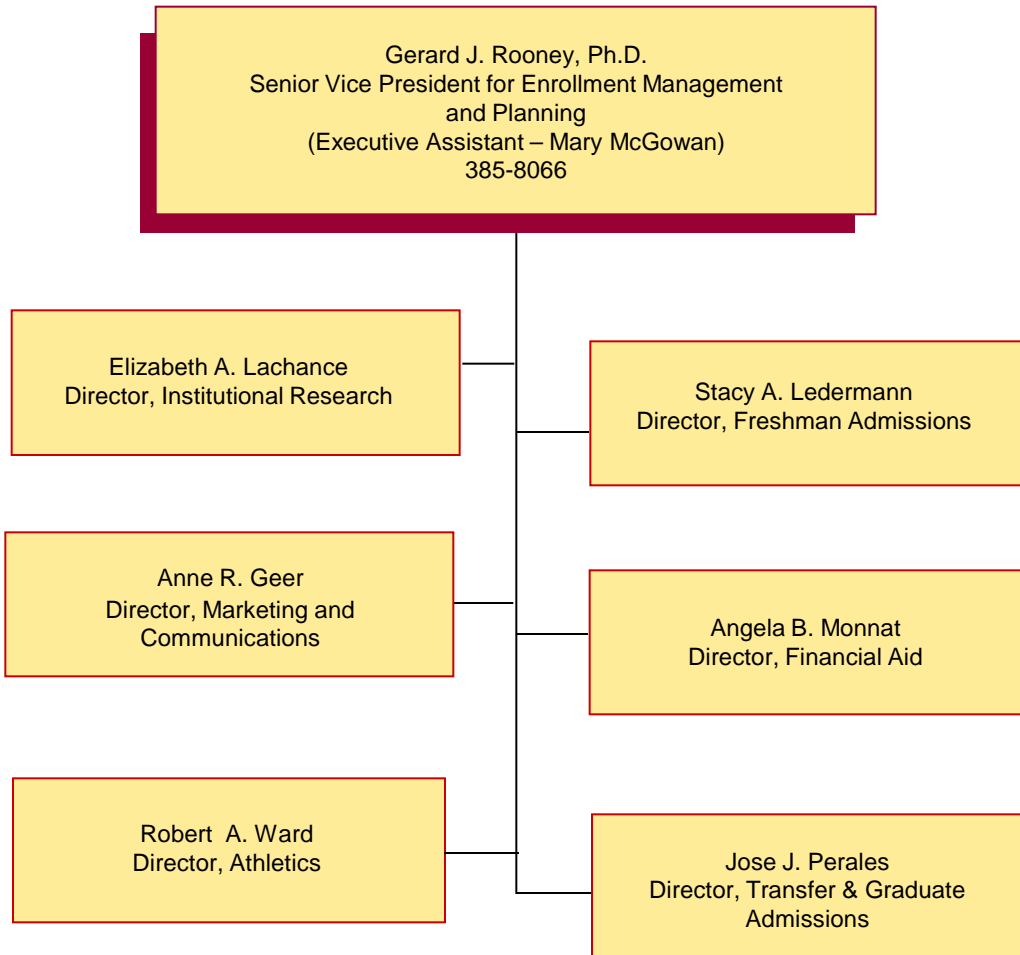 Gerard J. Rooney, Ph.D.
Senior Vice President for Enrollment Management
and Planning
(Executive Assistant – Mary McGowan)
385-8066
Elizabeth A. Lachance
Director, Institutional Research
Stacy A. Ledermann
Director, Freshman Admissions
Anne R. Geer
Director, Marketing and
Communications
Angela B. Monnat
Director, Financial Aid
Robert A. Ward
Director, Athletics
Jose J. Perales
Director, Transfer & Graduate
Admissions